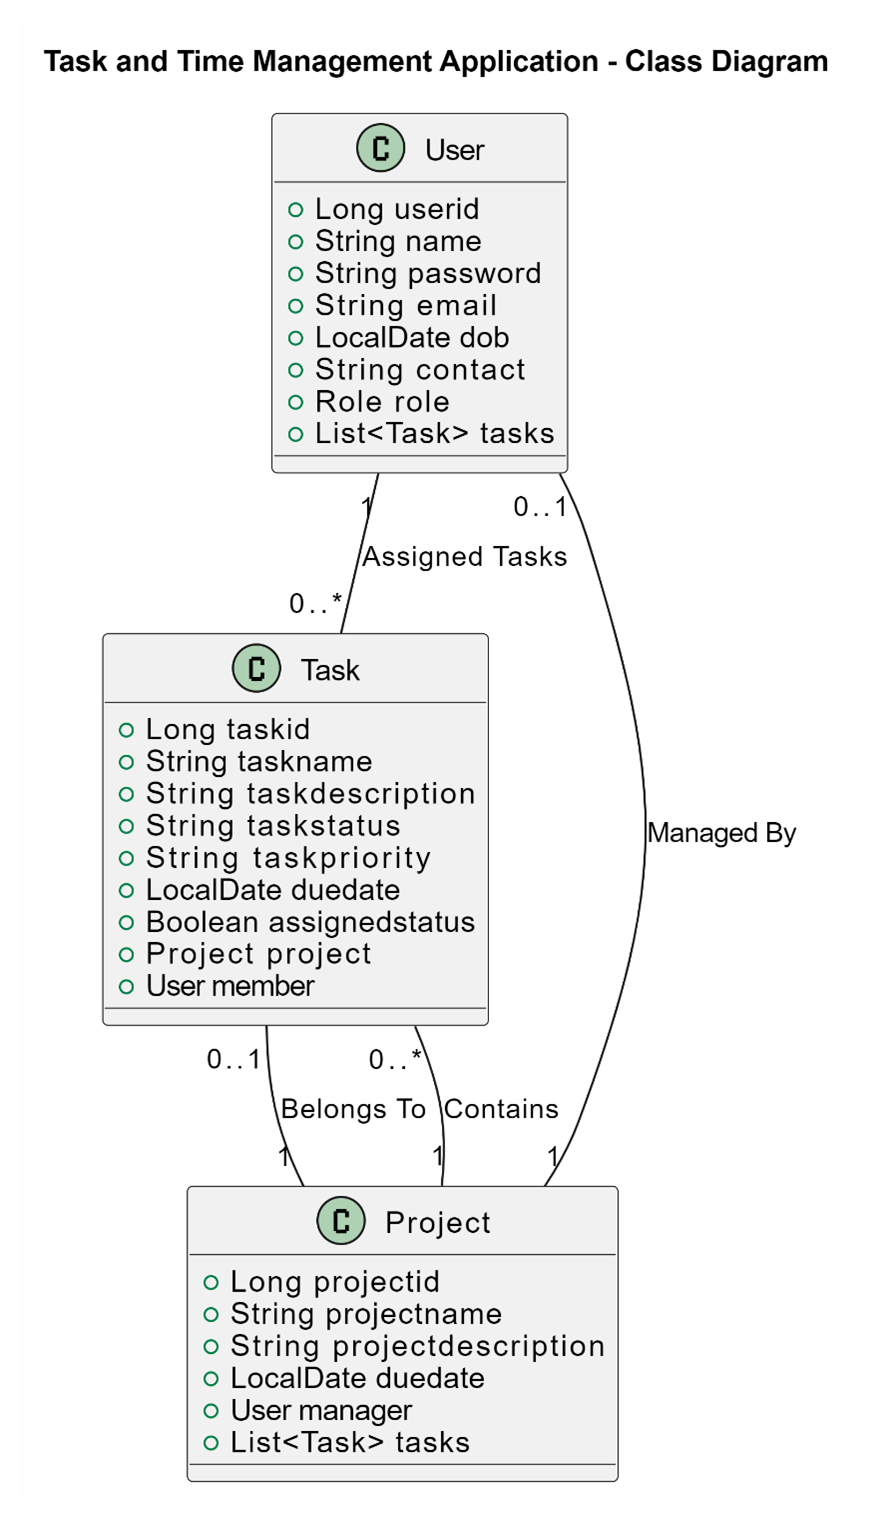 Task and Time Management Application - Class Diagram
C User
Long userid
String name
String password
String email
LocalDate dob
String contact
Role role
List<Task> tasks
1 0..1
Assigned Tasks
0..*
C Task
Long taskid
String taskname
String taskdescription
String taskstatus
String taskpriority
LocalDate duedate
Boolean assignedstatus
Project project
User member
Managed By
0..1 0..*
Belongs To Contains
1 1 1
C Project
Long projectid
String projectname
String projectdescription
LocalDate duedate
User manager
List<Task> tasks